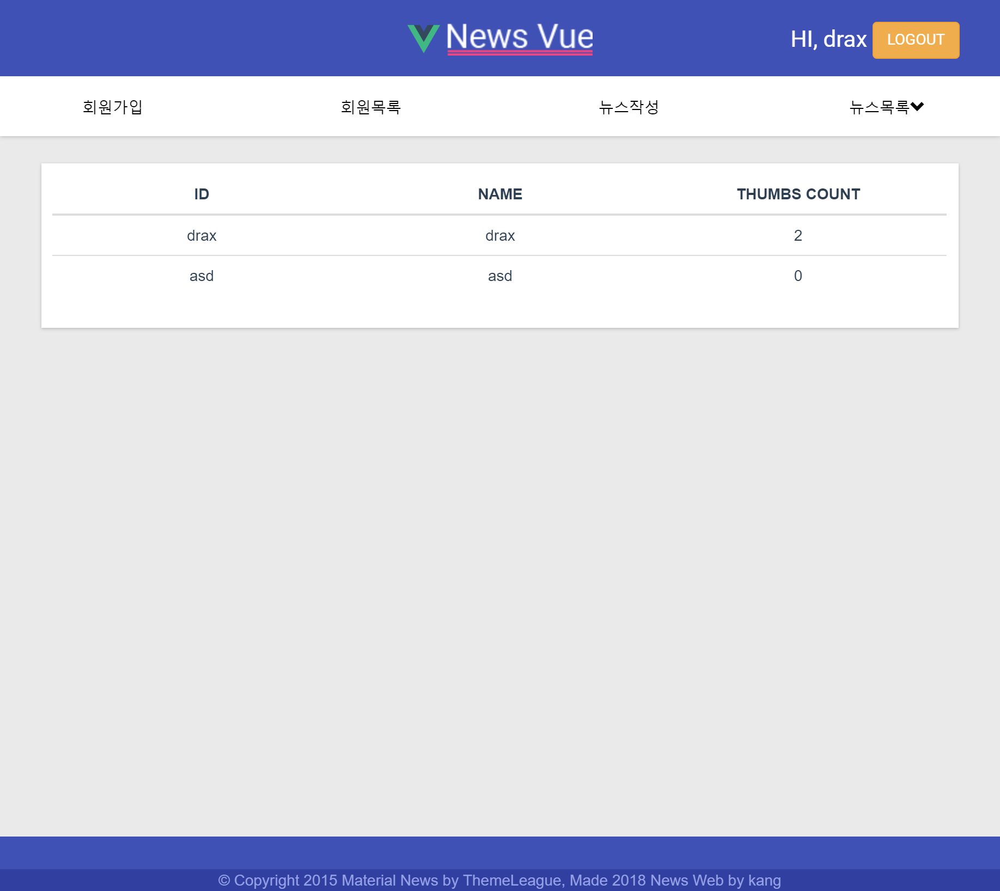 News Vue
HI, drax LOGOUT
회원가입 회원목록 뉴스작성 뉴스목록
ID NAME THUMBS COUNT
drax drax 2
asd asd 0
© Copyright 2015 Material News by ThemeLeague, Made 2018 News Web by kang